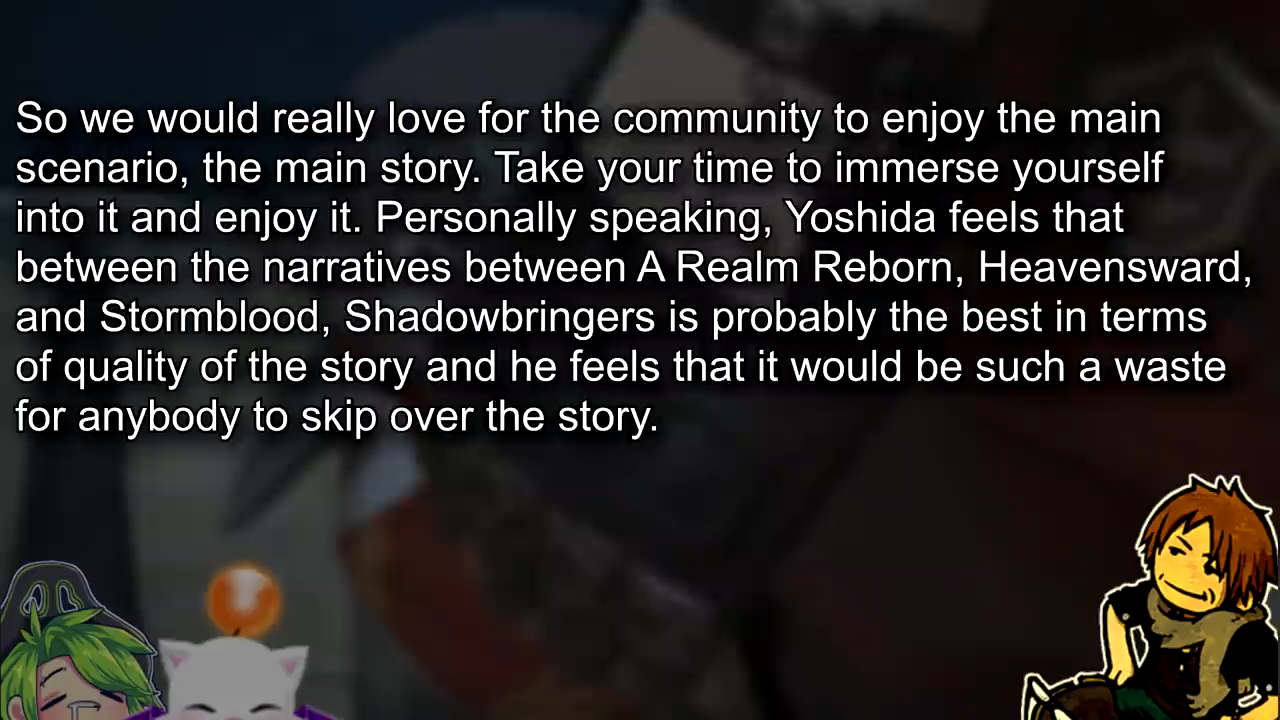 So we would really love for the community to enjoy the main
scenario, the main story. Take your time to immerse yourself
into it and enjoy it. Personally speaking, Yoshida feels that
between the narratives between A Realm Reborn, Heavensward,
and Stormblood, Shadowbringers is probably the best in terms
of quality of the story and he feels that it would be such a waste
for anybody to skip over the story.